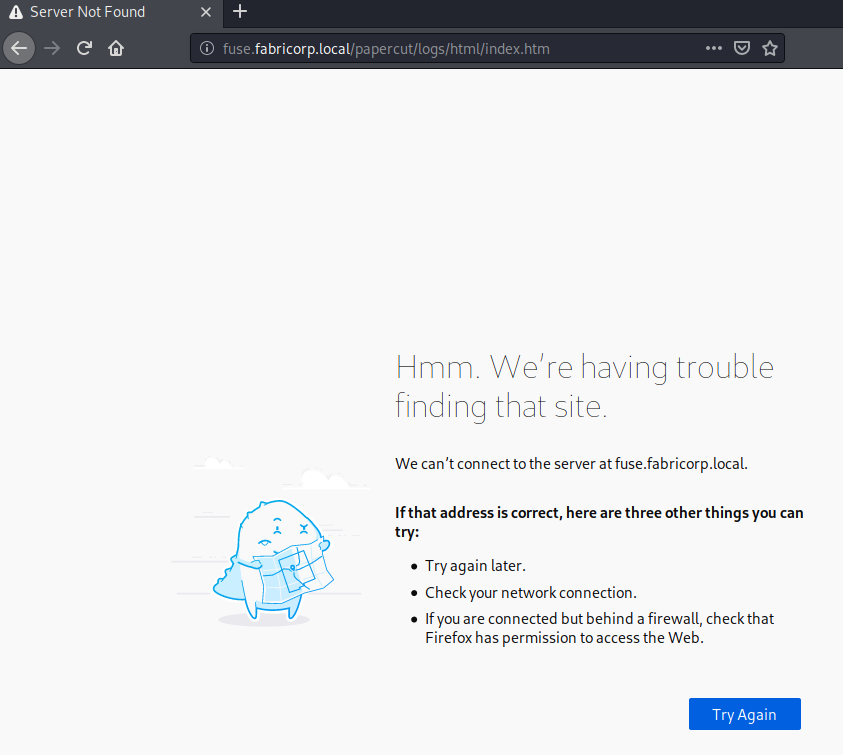 Server Not Found
fuse.fabricorp.local/papercut/logs/html/index.htm
Hmm. We're having trouble
finding that site.
We can't connect to the server at fuse.fabricorp.local.
If that address is correct, here are three other things you can
try:
Try again later.
Check your network connection.
If you are connected but behind a firewall, check that
Firefox has permission to access the Web.
Try Again